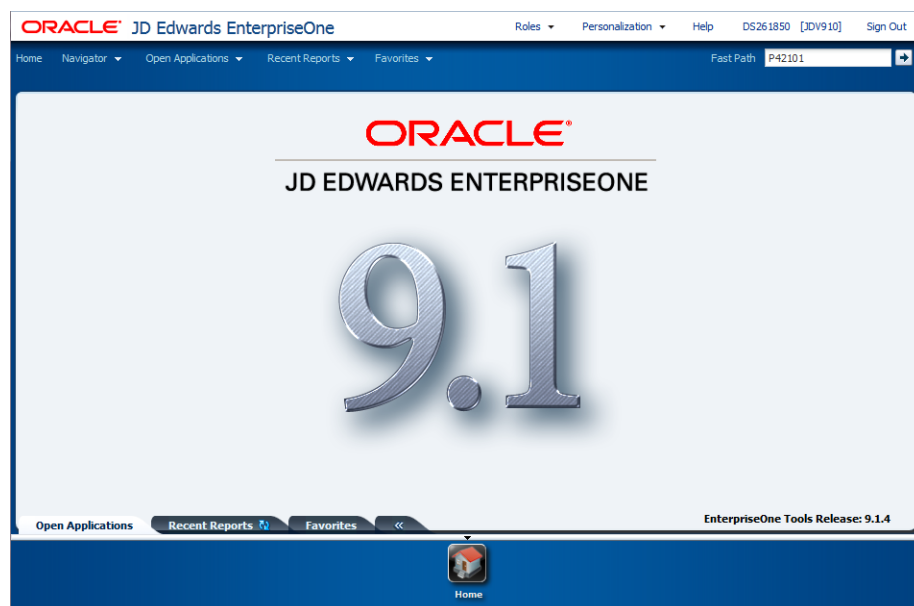 ORACLE® JD Edwards EnterpriseOne Roles Personalization Help DS261850 [JDV910] Sign Out
Home Navigator Open Applications Recent Reports Favorites Fast Path P42101
ORACLE®
JD EDWARDS ENTERPRISEONE
9.1
EnterpriseOne Tools Release: 9.1.4
Open Applications Recent Reports Favorites «
Home